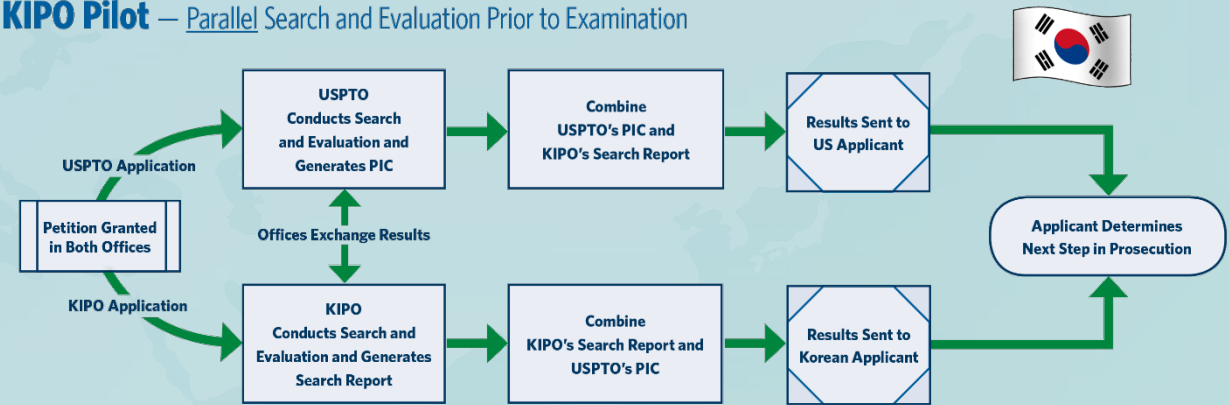 KIPO Pilot — Parallel Search and Evaluation Prior to Examination
USPTO
Conducts Search
and Evaluation and
Generates PIC
Combine
USPTO's PIC and
KIPO's Search Report
Results Sent to
US Applicant
USPTO Application
Petition Granted
in Both Offices
Offices Exchange Results
Applicant Determines
Next Step in Prosecution
KIPO Application
KIPO
Conducts Search and
Evaluation and Generates
Search Report
Combine
KIPO's Search Report and
USPTO's PIC
Results Sent to
Korean Applicant